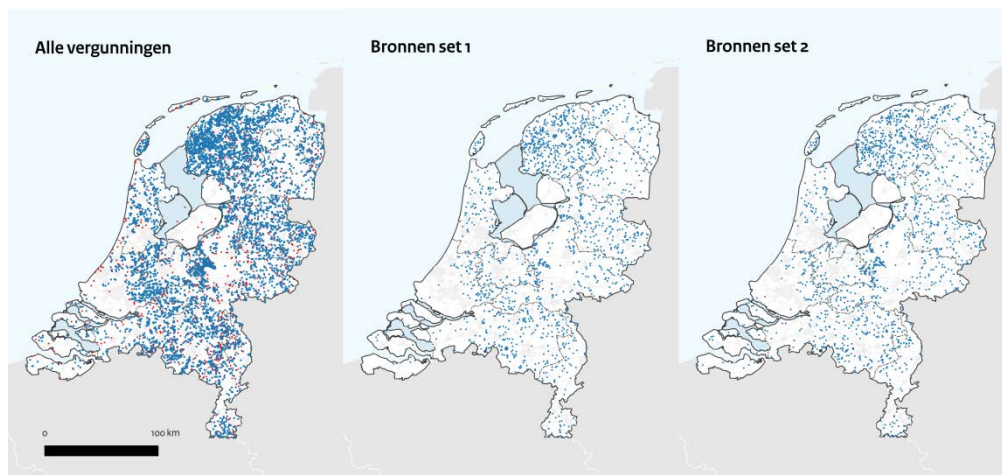 Alle vergunningen
Bronnen set 1
Bronnen set 2
0
100 km